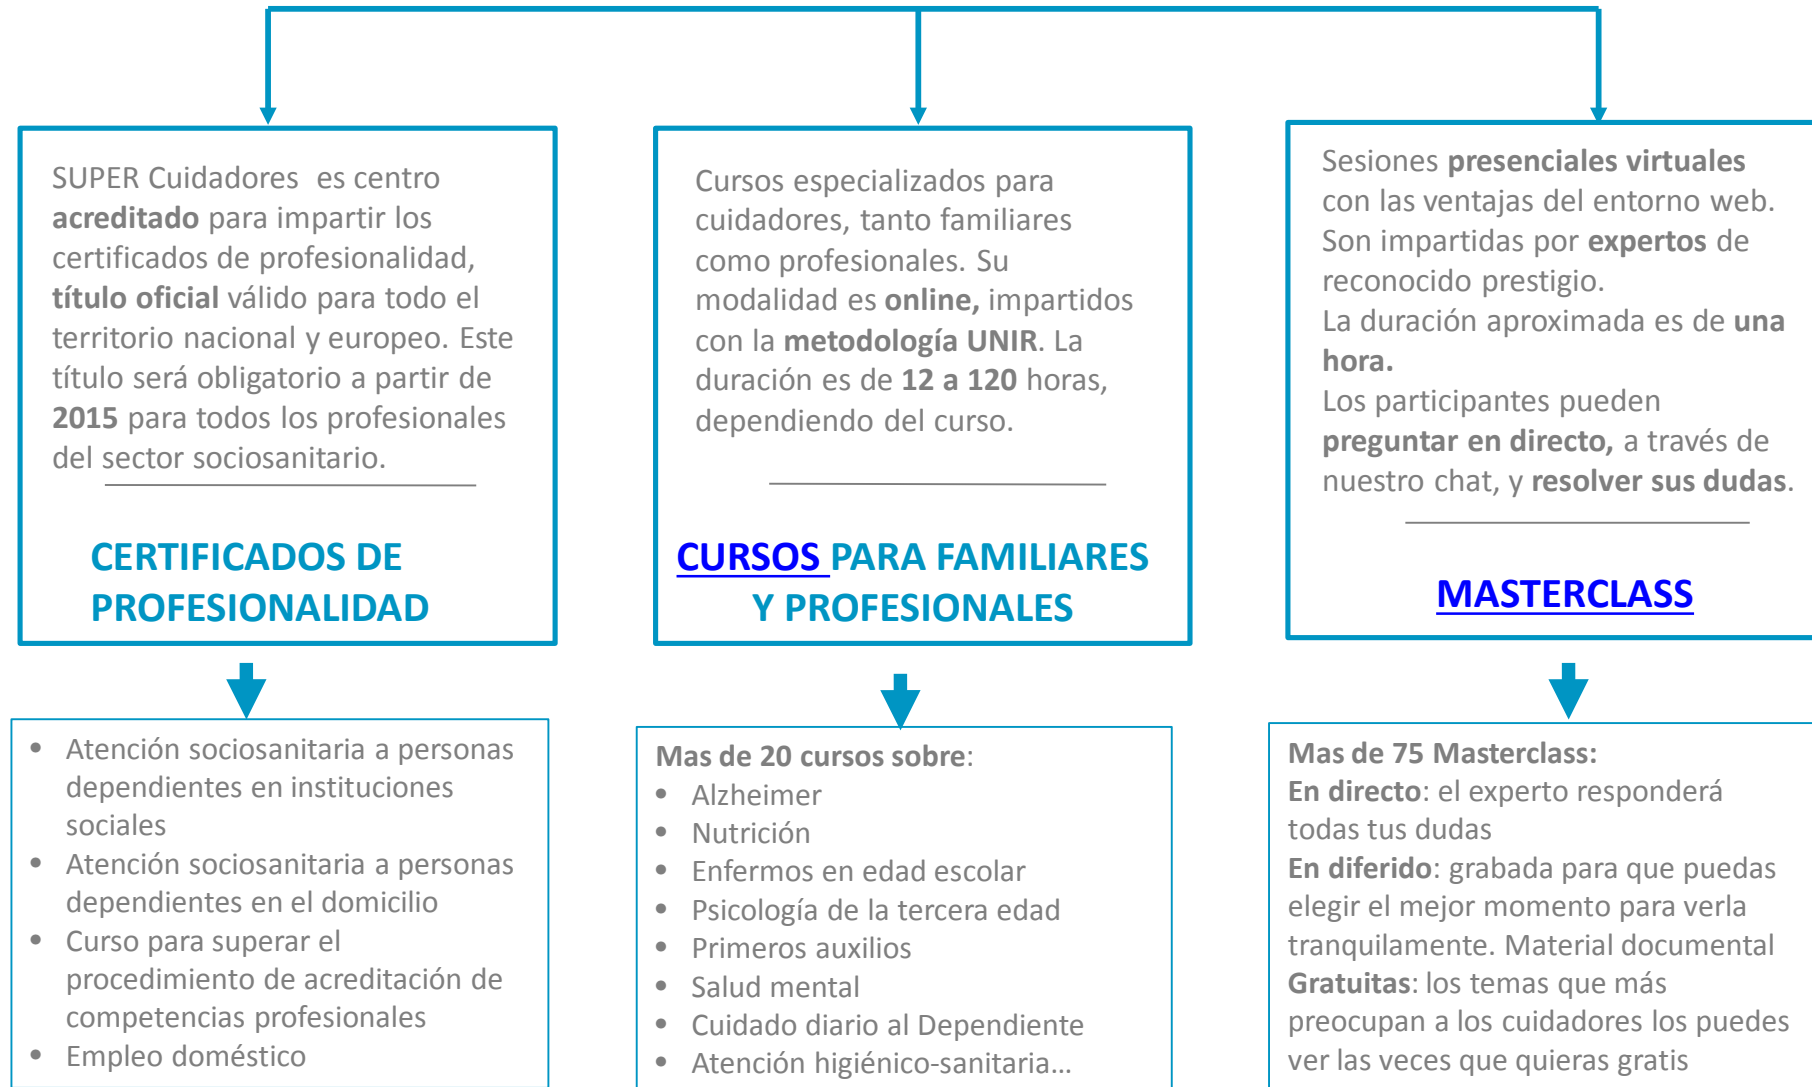 SUPER Cuidadores es centro
acreditado para impartir los
certificados de profesionalidad,
título oficial válido para todo el
territorio nacional y europeo. Este
título será obligatorio a partir de
2015 para todos los profesionales
del sector sociosanitario.
CERTIFICADOS DE
PROFESIONALIDAD
• Atención sociosanitaria a personas
dependientes en instituciones
sociales
• Atención sociosanitaria a personas
dependientes en el domicilio
• Curso para superar el
procedimiento de acreditación de
competencias profesionales
• Empleo doméstico
Cursos especializados para
cuidadores, tanto familiares
como profesionales. Su
modalidad es online, impartidos
con la metodología UNIR. La
duración es de 12 a 120 horas,
dependiendo del curso.
CURSOS PARA FAMILIARES
Y PROFESIONALES
Mas de 20 cursos sobre:
• Alzheimer
• Nutrición
• Enfermos en edad escolar
• Psicología de la tercera edad
• Primeros auxilios
• Salud mental
• Cuidado diario al Dependiente
• Atención higiénico-sanitaria...
Sesiones presenciales virtuales
con las ventajas del entorno web.
Son impartidas por expertos de
reconocido prestigio.
La duración aproximada es de una
hora.
Los participantes pueden
preguntar en directo, a través de
nuestro chat, y resolver sus dudas.
MASTERCLASS
Mas de 75 Masterclass:
En directo: el experto responderá
todas tus dudas
En diferido: grabada para que puedas
elegir el mejor momento para verla
tranquilamente. Material documental
Gratuitas: los temas que más
preocupan a los cuidadores los puedes
ver las veces que quieras gratis